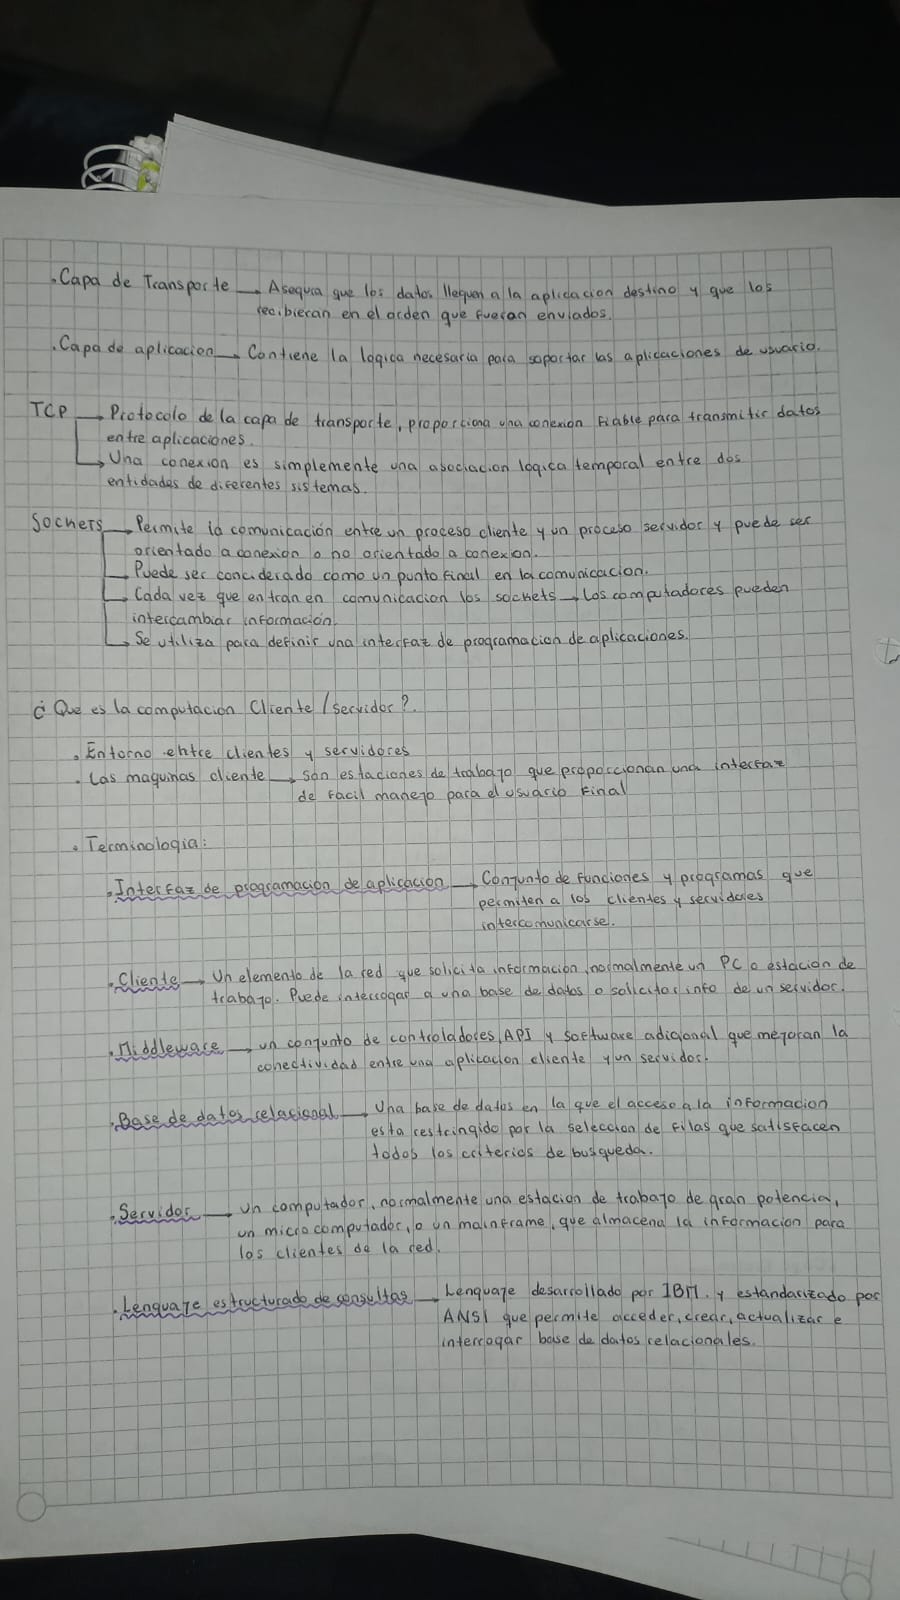 . Capa de Transporte → Asegura que los datos lleguen a la aplicacion destino y que los
recibieran en el orden que fueran enviados.
. Capa de aplicacion → Contiene la logica necesaria para soportar las aplicaciones de usuario.
TCP → Protocolo de la capa de transporte, proporciona una conexion fiable para transmitir datos
entre aplicaciones.
→ Una conexion es simplemente una asociacion logica temporal entre dos
entidades de diferentes sistemas.
Sockets → Permite la comunicación entre un proceso cliente y un proceso servidor y puede ser
orientado a conexion o no orientado a conexion.
→ Puede ser conciderado como un punto final en la comunicacion.
→ Cada vez que entran en comunicacion los sockets → Los computadores pueden
intercambiar información.
→ Se utiliza para definir una interfaz de programacion de aplicaciones.
¿Que es la computacion Cliente/servidor?.
. Entorno entre clientes y servidores
. Las maquinas cliente → Son estaciones de trabajo que proporcionan una interfaz
de facil manejo para el usuario final
. Terminologia:
. Interfaz de programacion de aplicacion → Conjunto de funciones y programas que
permiten a los clientes y servidores
intercomunicarse.
. Cliente → Un elemento de la red que solicita informacion, normalmente un PC o estacion de
trabajo. Puede interrogar a una base de datos o solicitar info de un servidor.
. Middleware → un conjunto de controladores, API y software adicional que mejoran la
conectividad entre una aplicacion cliente y un servidor.
. Base de datos relacional → Una base de datos en la que el acceso a la informacion
esta restringido por la seleccion de filas que satisfacen
todos los criterios de busqueda.
. Servidor → Un computador, normalmente una estacion de trabajo de gran potencia,
un microcomputador, o un mainframe, que almacena la informacion para
los clientes de la red.
. Lenguaje estructurado de consultas → Lenguaje desarrollado por IBM. y estandarizado por
ANSI que permite acceder, crear, actualizar e
interrogar base de datos relacionales.